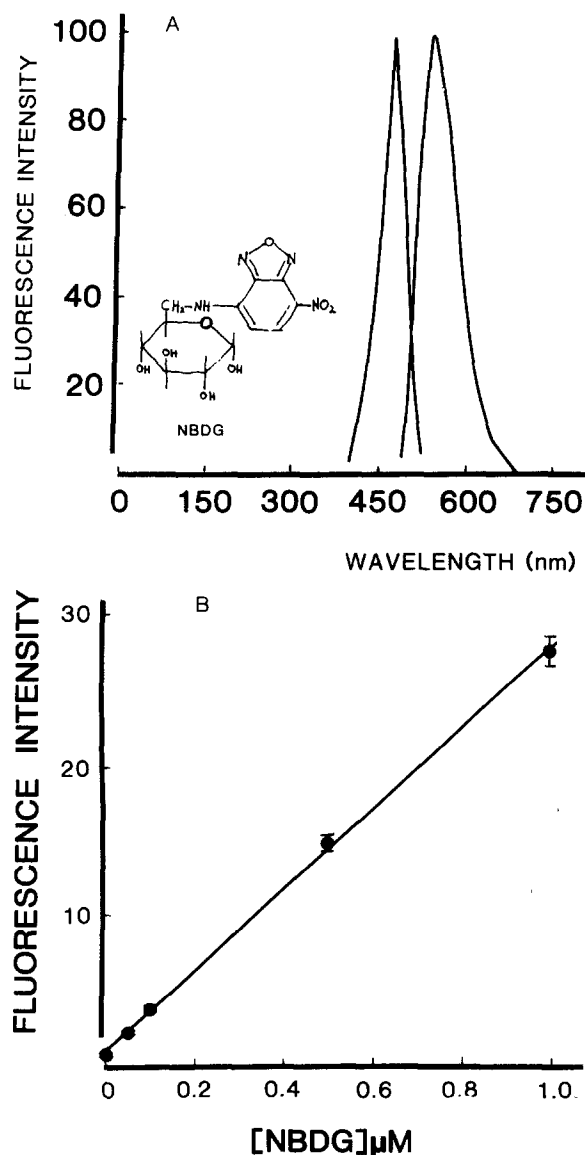 A
FLUORESCENCE INTENSITY
100
80
60
40
20
N O N
CH₂-NH
NO₂
O
OH
OH OH
OH
NBDG
0 150 300 450 600 750
WAVELENGTH (nm)
B
FLUORESCENCE INTENSITY
30
20
10
0 0.2 0.4 0.6 0.8 1.0
[NBDG]µM